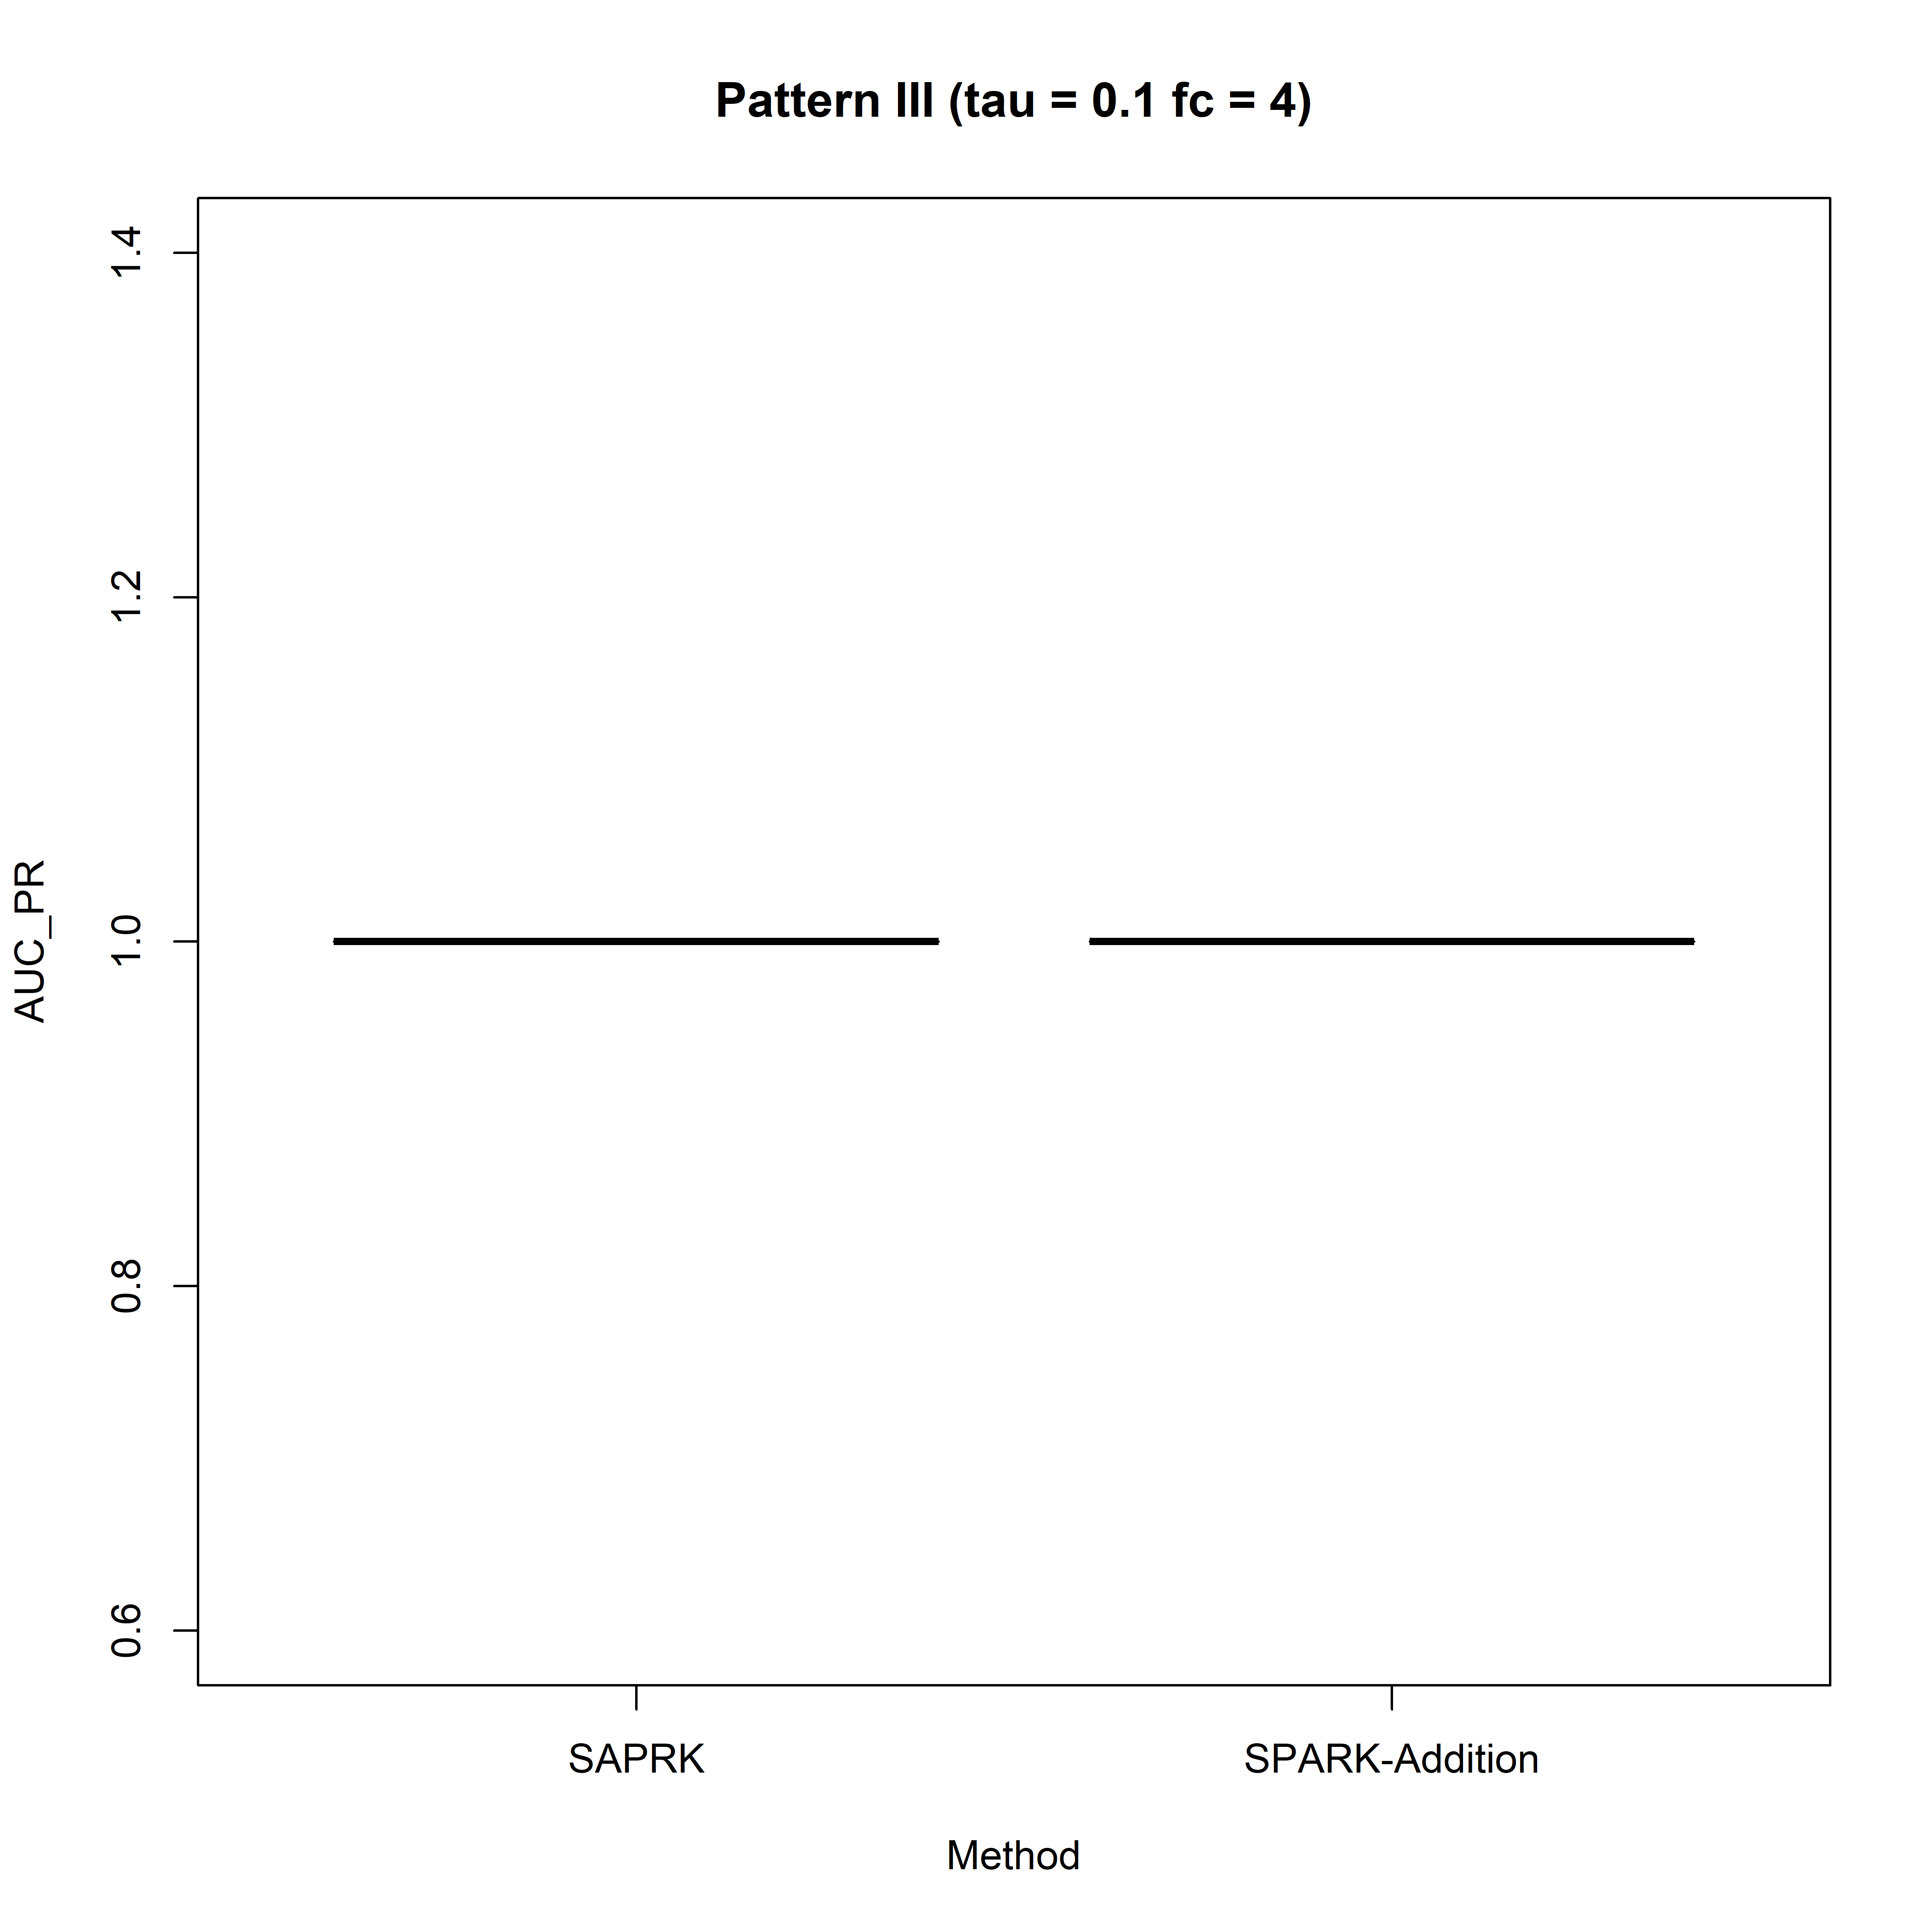 Pattern III (tau = 0.1 fc = 4)
AUC_PR
1.4
1.2
1.0
0.8
0.6
SAPRK
SPARK-Addition
Method